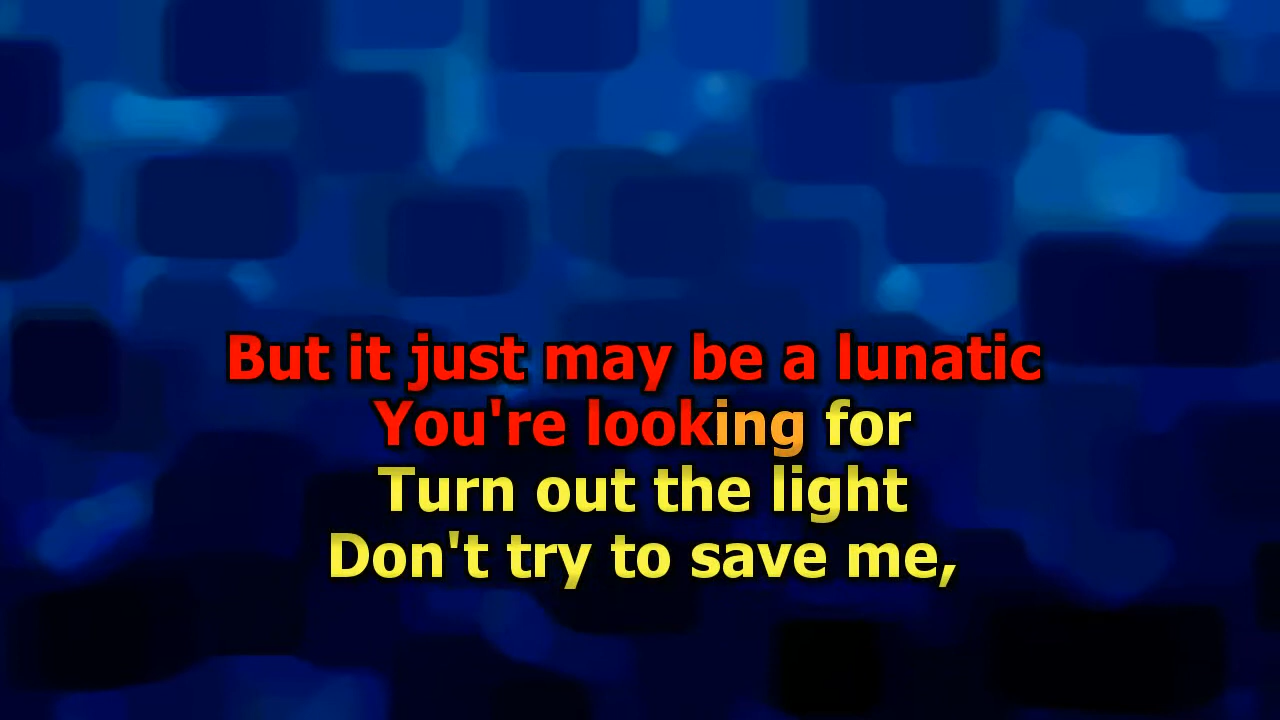 But it just may be a lunatic
You're looking for
Turn out the light
Don't try to save me,